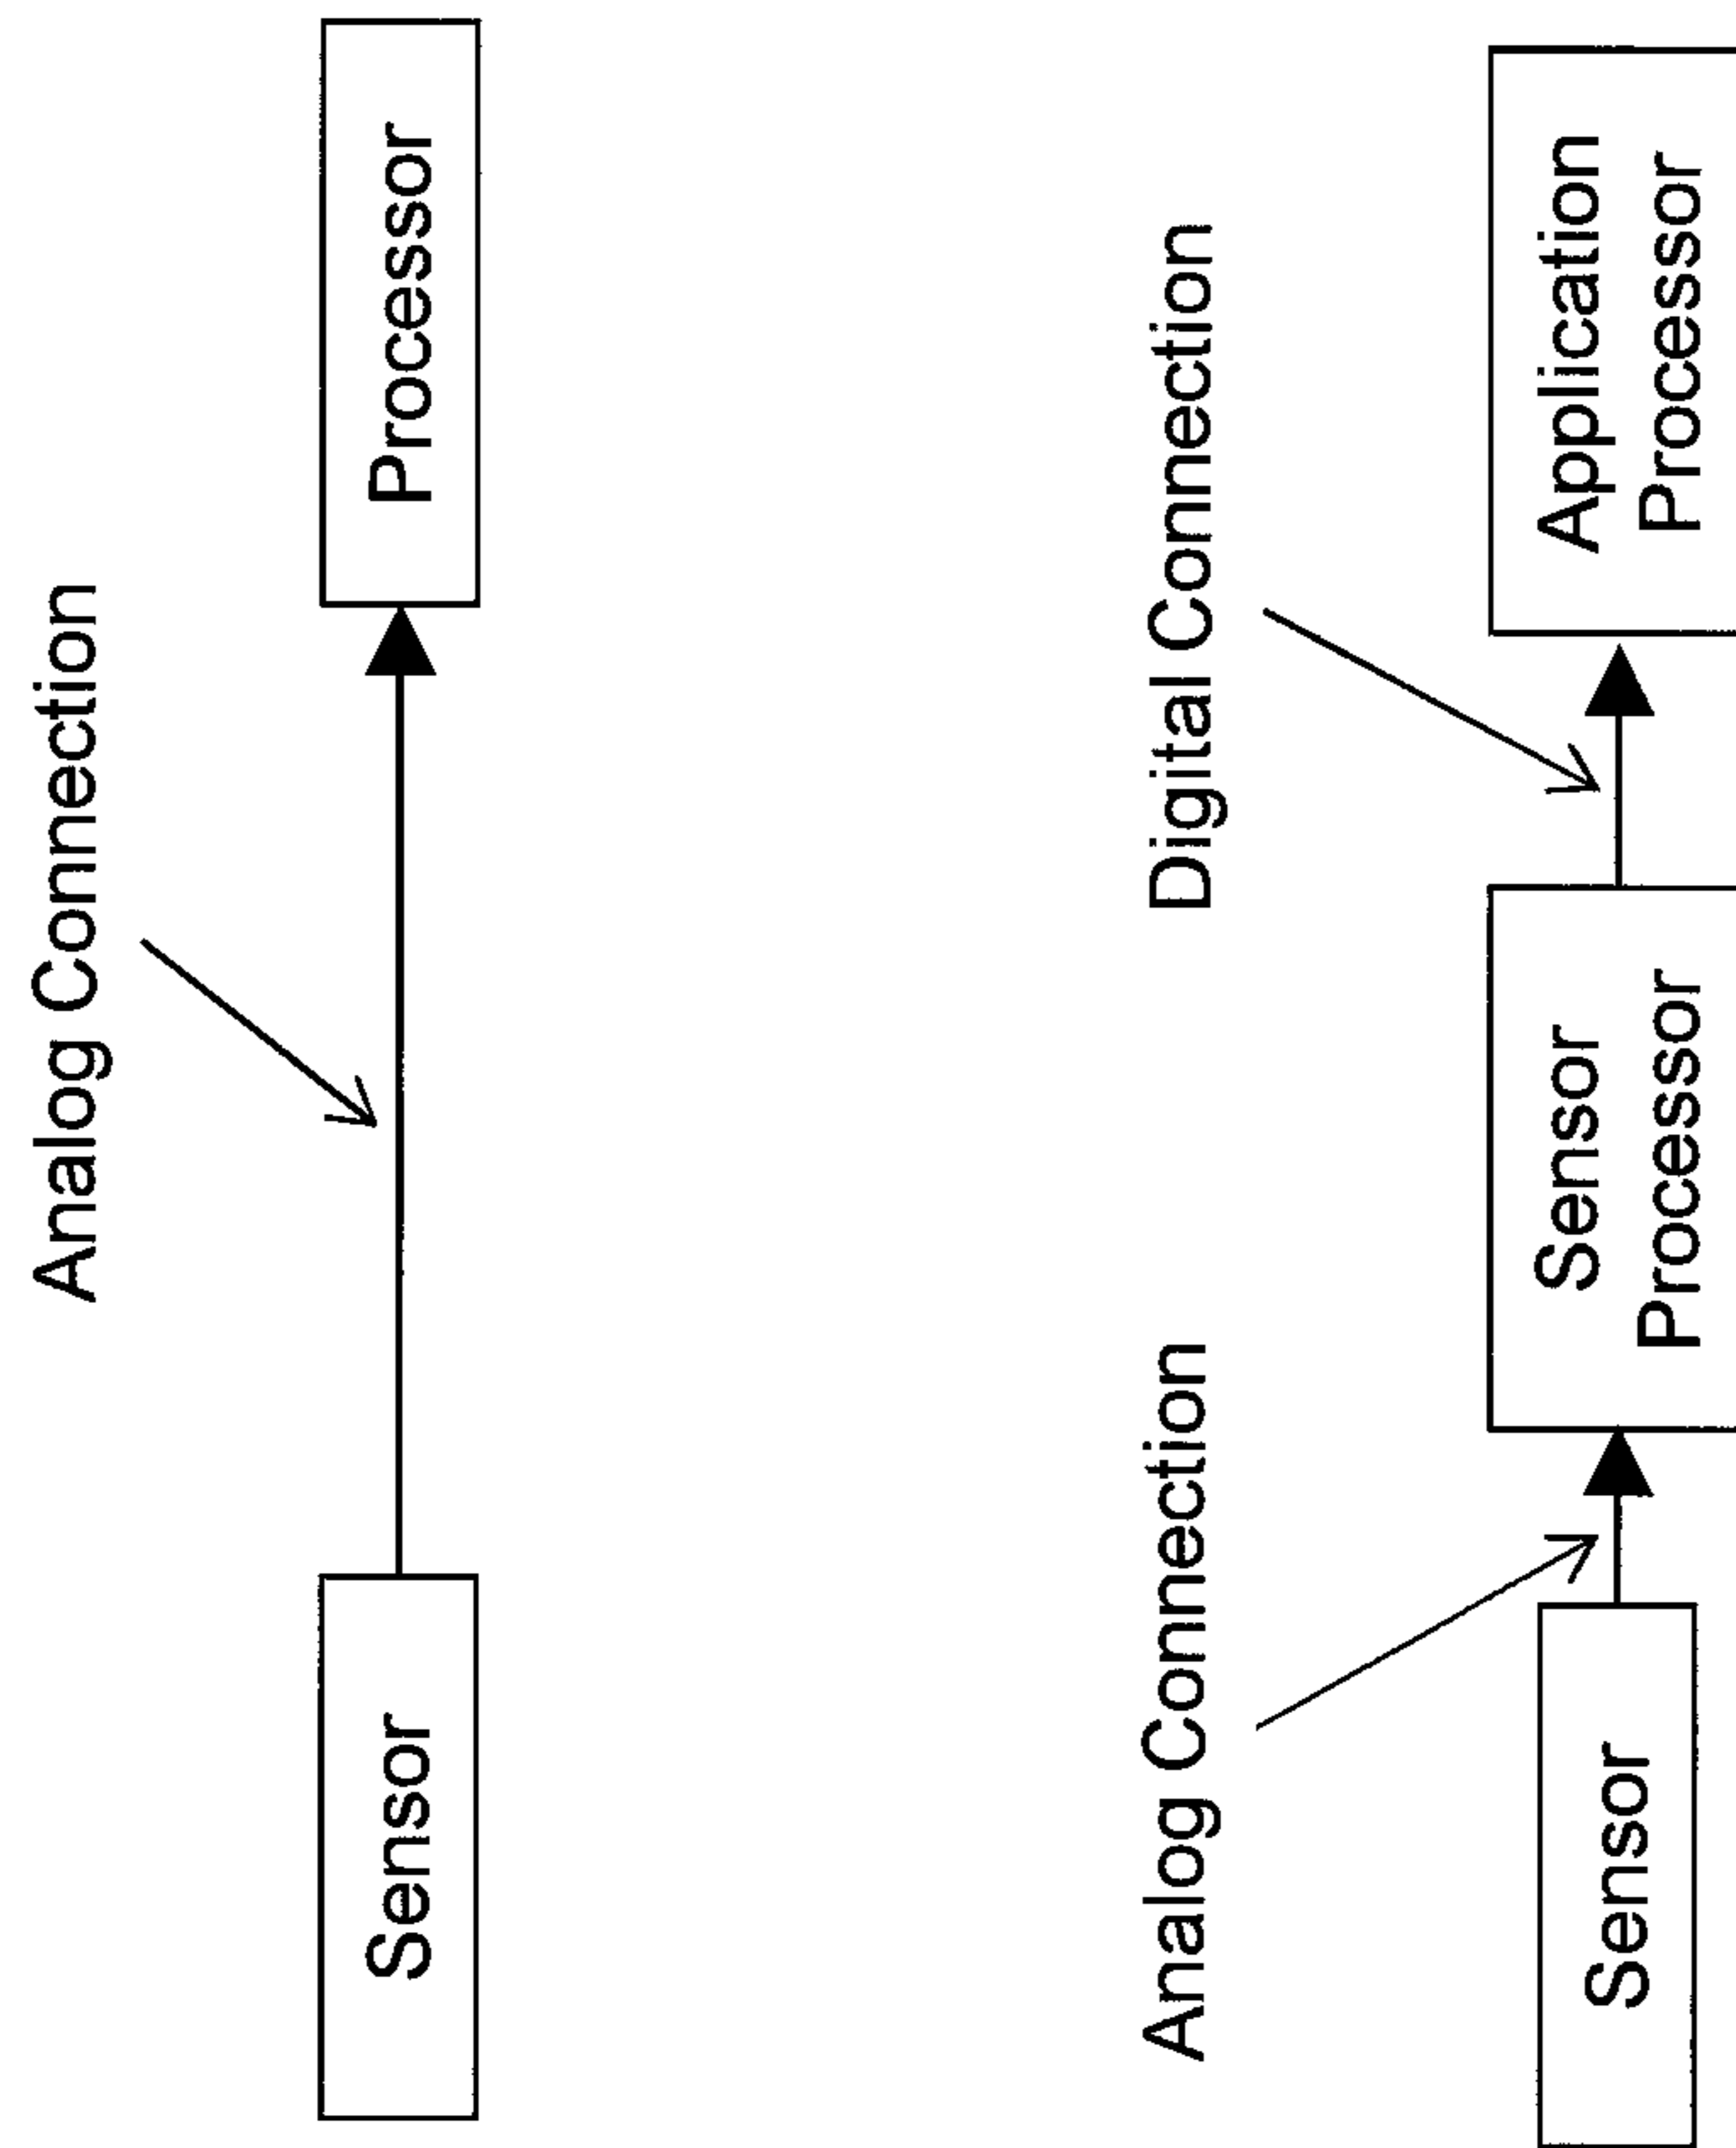 Analog Connection
Sensor
Processor
Analog Connection
Digital Connection
Sensor
Sensor
Processor
Application
Processor